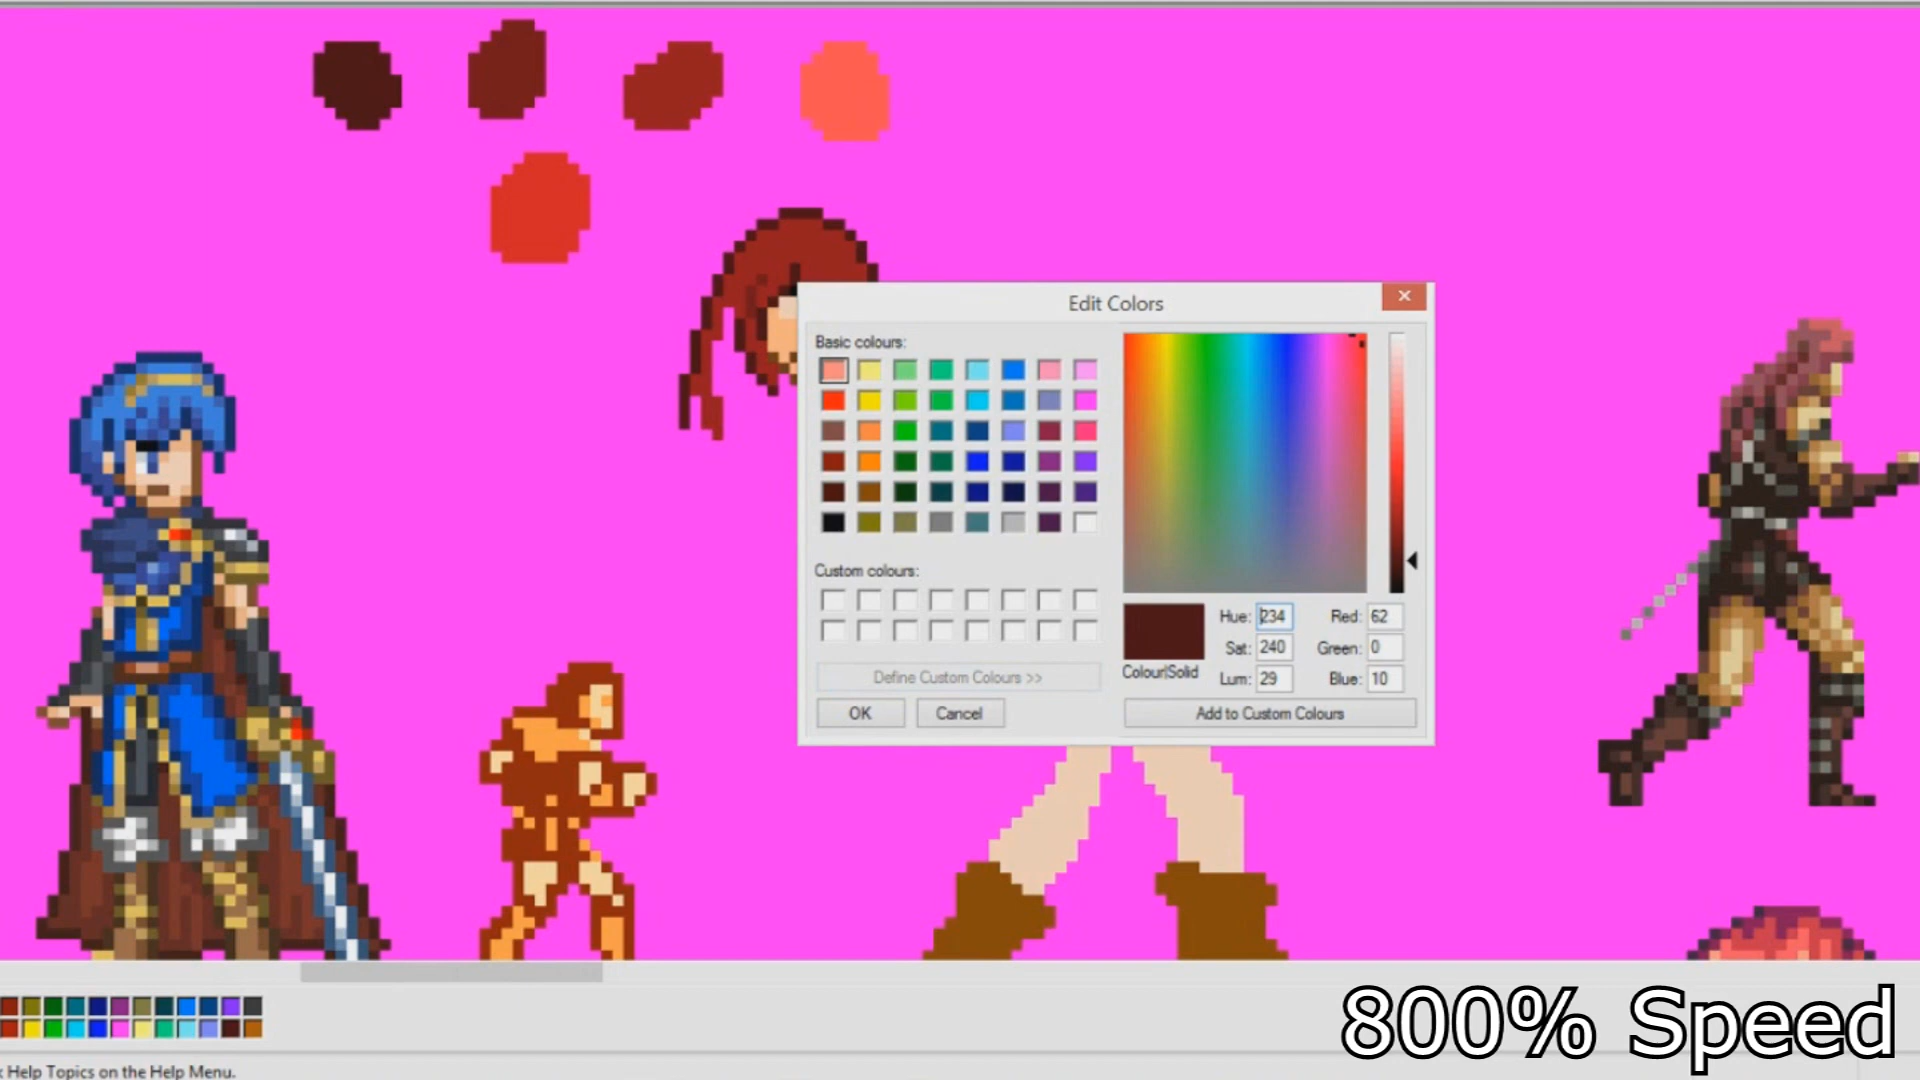 Edit Colors
Basic colours:
Custom colours:
Define Custom Colours >>
OK
Cancel
Hue: 234
Red: 62
Sat: 240
Green: 0
Colour|Solid
Lum: 29
Blue: 10
Add to Custom Colours
800% Speed
Help Topics on the Help Menu.